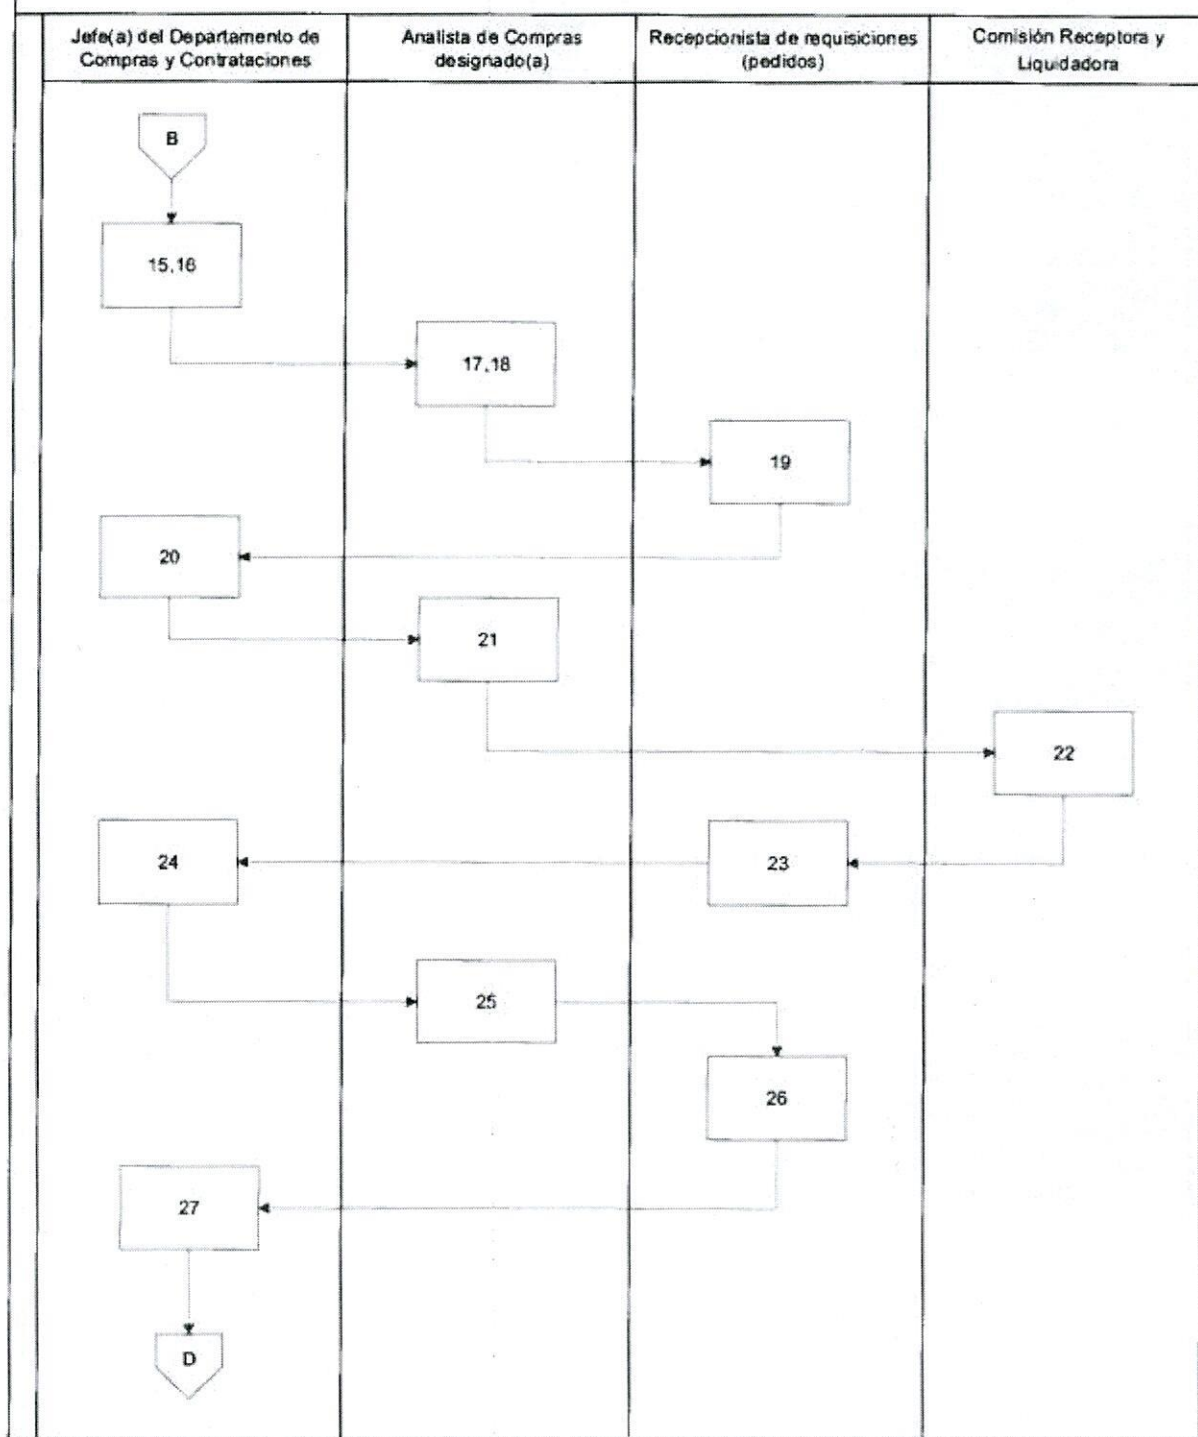 Jefe(a) del Departamento de
Compras y Contrataciones
Analista de Compras
designado(a)
Recepcionista de requisiciones
(pedidos)
Comisión Receptora y
Liquidadora
B
15,16
17,18
19
20
21
22
24
23
25
26
27
D